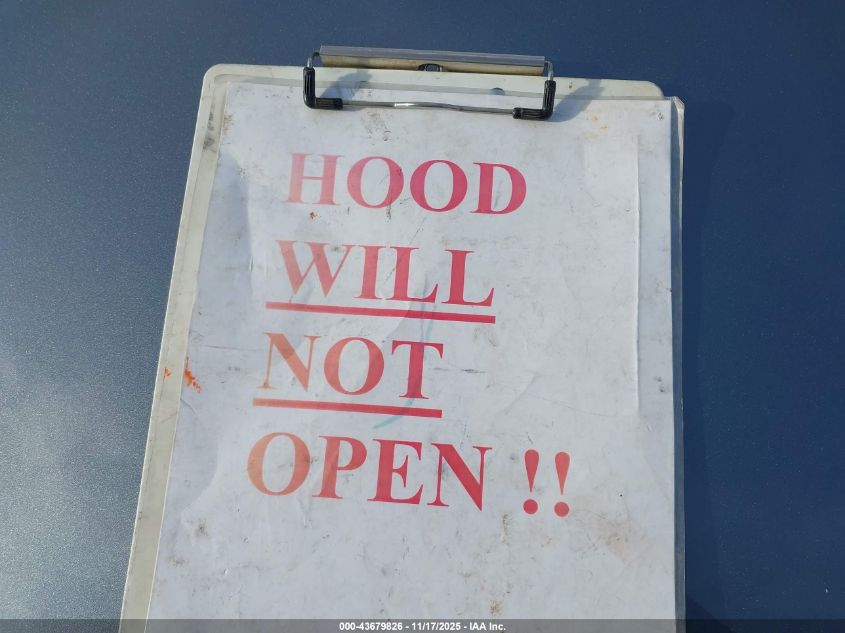 HOOD
WILL
NOT
OPEN !!
000-43679826 - 11/17/2025 - IAA Inc.